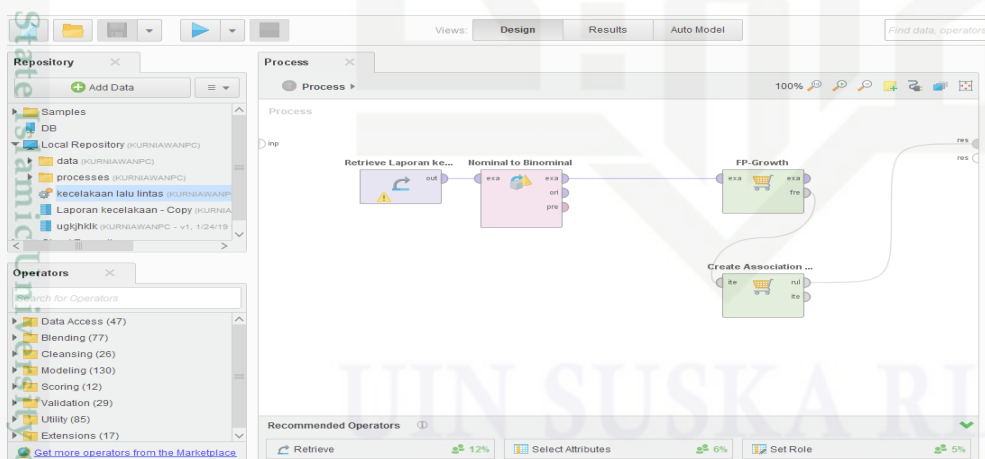 Views: Design Results Auto Model Find data, operators
Repository
Add Data
Samples
DB
Local Repository (KURNIAWANPC)
data (KURNIAWANPC)
processes (KURNIAWANPC)
kecelakaan lalu lintas (KURNIAWANP
Laporan kecelakaan - Copy (KURNIA
ugkjhklk (KURNIAWANPC - v1, 1/24/19
Operators
Search for Operators
Data Access (47)
Blending (77)
Cleansing (26)
Modeling (130)
Scoring (12)
Validation (29)
Utility (85)
Extensions (17)
Get more operators from the Marketplace
Process
Process
100%
Process
inp
res
res
Retrieve Laporan ke...
out
Nominal to Binominal
exa exa
ori
pre
FP-Growth
exa exa
fre
Create Association ...
ite rul
ite
Recommended Operators
Retrieve 12%
Select Attributes 6%
Set Role 5%
State Islamic University
UIN SUSKA RI